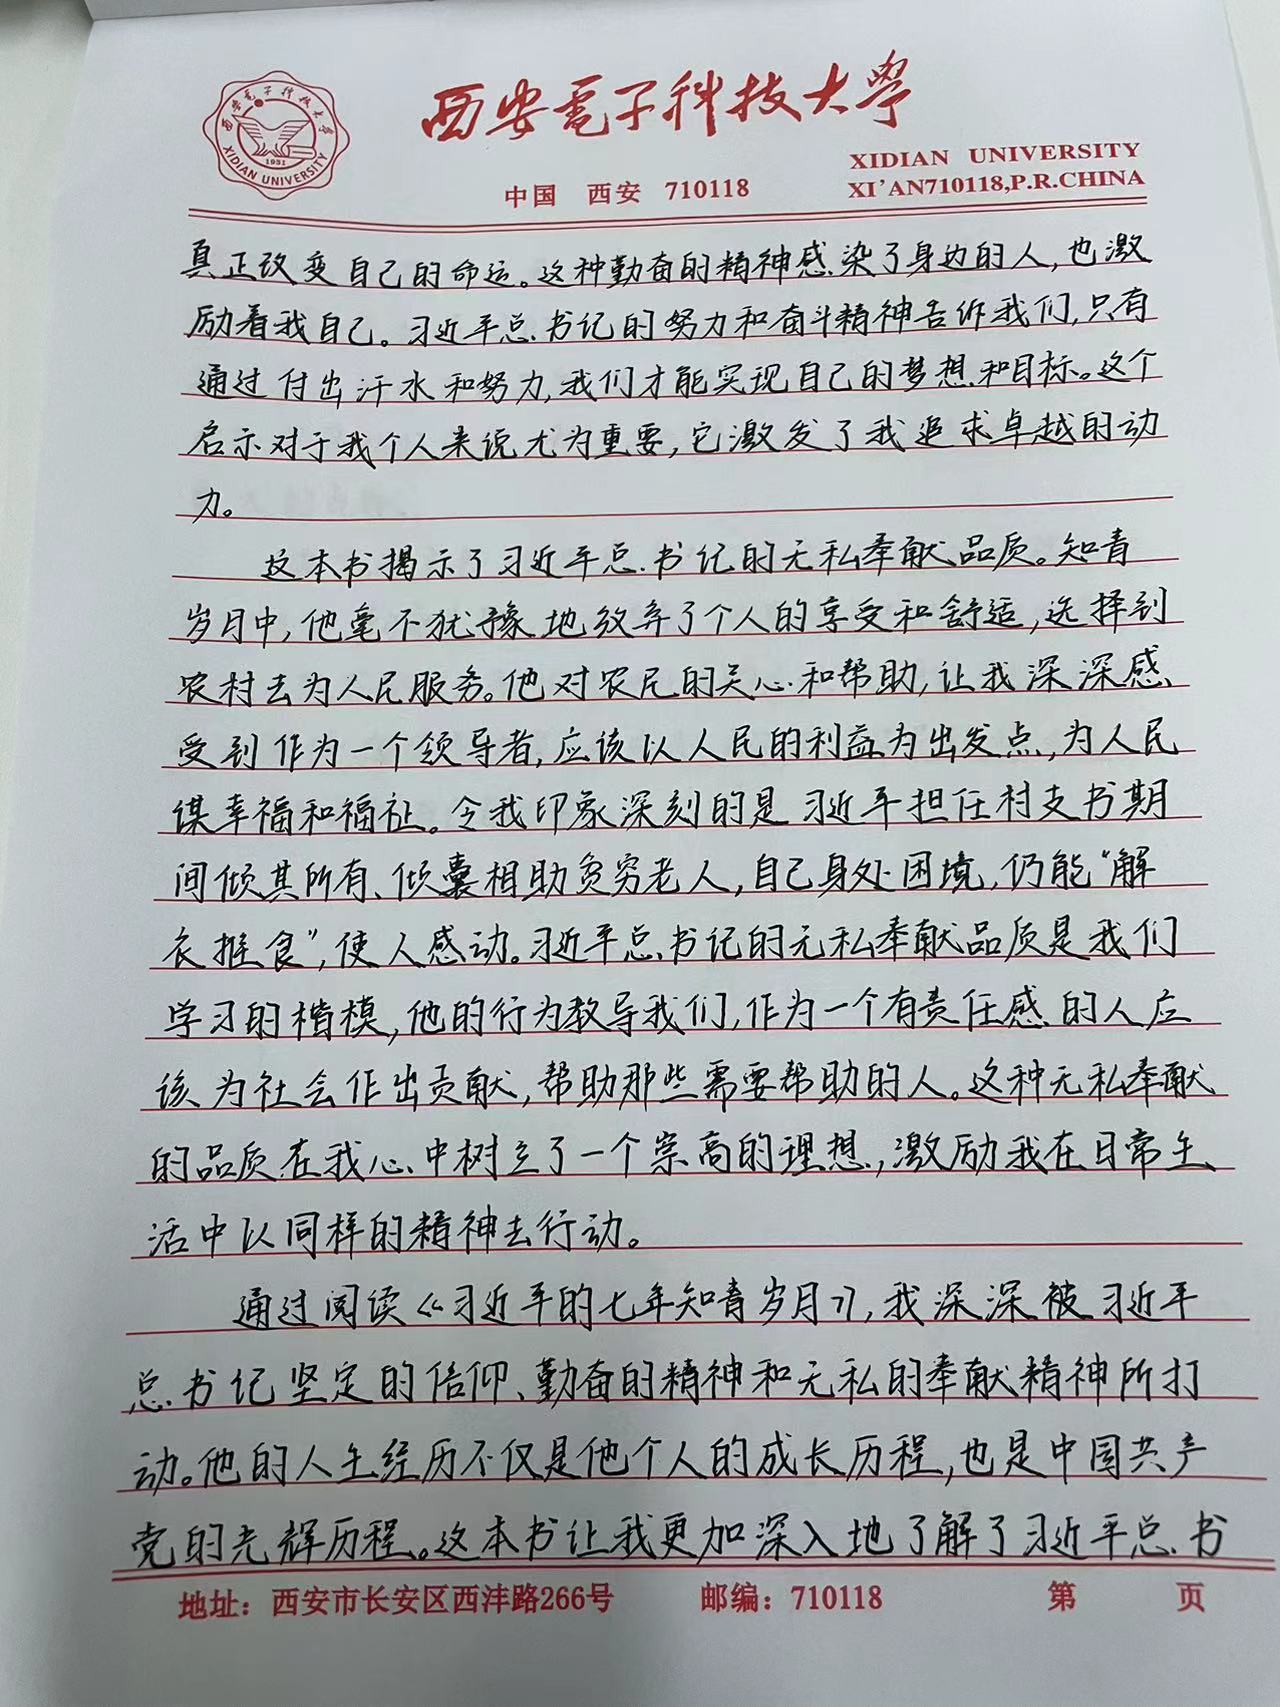 西安電子科技大學
XIDIAN UNIVERSITY
中国 西安 710118
XI'AN710118,P.R.CHINA
西安電子科技大學
1931
XIDIAN UNIVERSITY
真正改变自己的命运。这种勤奋的精神感染了身边的人,也激
励着我自己。习近平总书记的努力和奋斗精神告诉我们,只有
通过付出汗水和努力,我们才能实现自己的梦想和目标。这个
启示对于我个人来说尤为重要,它激发了我追求卓越的动
力。
这本书揭示了习近平总书记的无私奉献品质。知青
岁月中,他毫不犹豫地放弃了个人的享受和舒适,选择到
农村去为人民服务。他对农民的关心和帮助,让我深深感
受到作为一个领导者,应该以人民的利益为出发点,为人民
谋幸福和福祉。令我印象深刻的是习近平担任村支书期
间倾其所有、倾囊相助贫穷老人,自己身处困境,仍能“解
衣推食”,使人感动。习近平总书记的无私奉献品质是我们
学习的楷模,他的行为教导我们,作为一个有责任感的人应
该为社会作出贡献,帮助那些需要帮助的人。这种无私奉献
的品质在我心中树立了一个崇高的理想,激励我在日常生
活中以同样的精神去行动。
通过阅读《习近平的七年知青岁月》,我深深被习近平
总书记坚定的信仰、勤奋的精神和无私的奉献精神所打
动。他的人生经历不仅是他个人的成长历程,也是中国共产
党的光辉历程。这本书让我更加深入地了解了习近平总书
地址：西安市长安区西沣路266号 邮编：710118 第 页